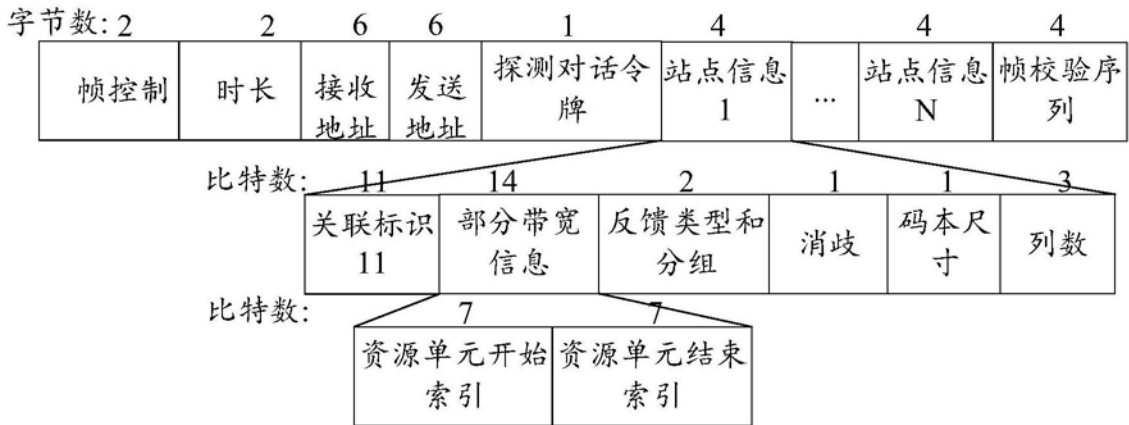 字节数: 2 2 6 6 1 4 4 4
帧控制 时长 接收地址 发送地址 探测对话令牌 站点信息1 ... 站点信息N 帧校验序列
比特数: 11 14 2 1 1 3
关联标识11 部分带宽信息 反馈类型和分组 消歧 码本尺寸 列数
比特数: 7 7
资源单元开始索引 资源单元结束索引